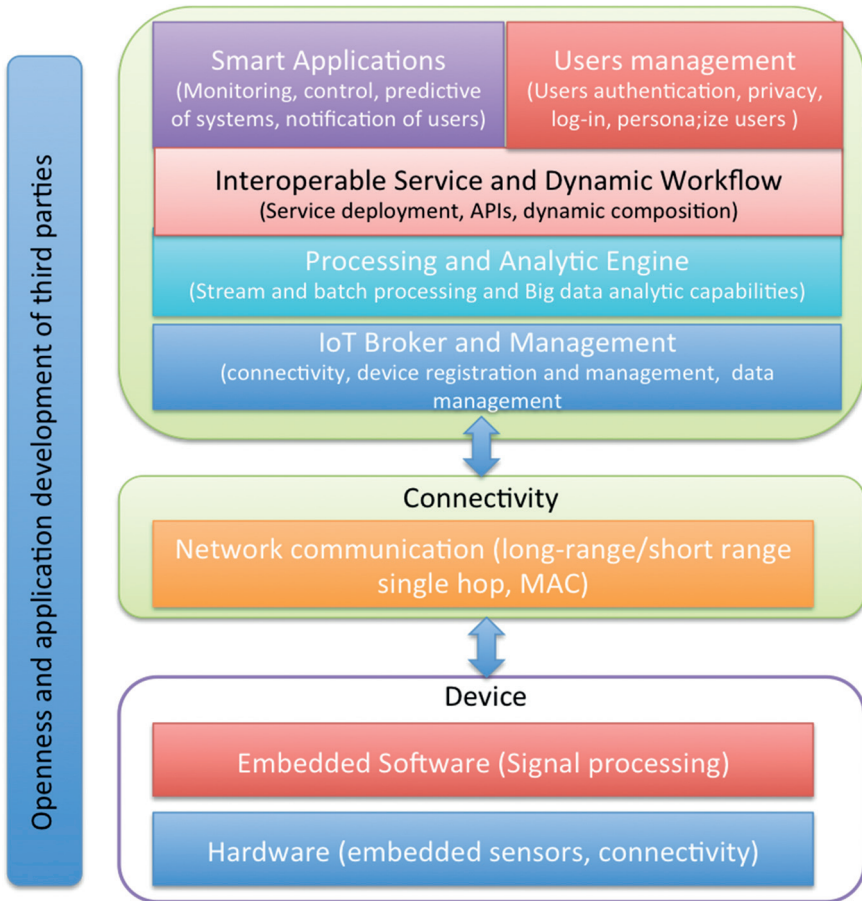 Openness and application development of third parties
Smart Applications
(Monitoring, control, predictive
of systems, notification of users)
Users management
(Users authentication, privacy,
log-in, persona;ize users )
Interoperable Service and Dynamic Workflow
(Service deployment, APIs, dynamic composition)
Processing and Analytic Engine
(Stream and batch processing and Big data analytic capabilities)
IoT Broker and Management
(connectivity, device registration and management, data
management
Connectivity
Network communication (long-range/short range
single hop, MAC)
Device
Embedded Software (Signal processing)
Hardware (embedded sensors, connectivity)